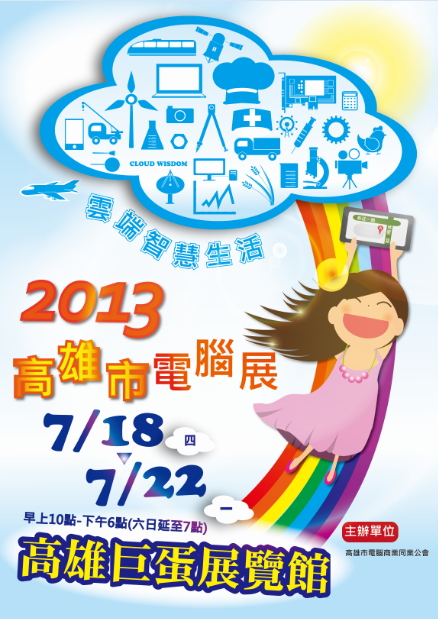 CLOUD WISDOM
雲端智慧生活
2013
高雄市電腦展
7/18 四
7/22 一
早上10點-下午6點(六日延至7點)
高雄巨蛋展覽館
主辦單位
高雄市電腦商業同業公會